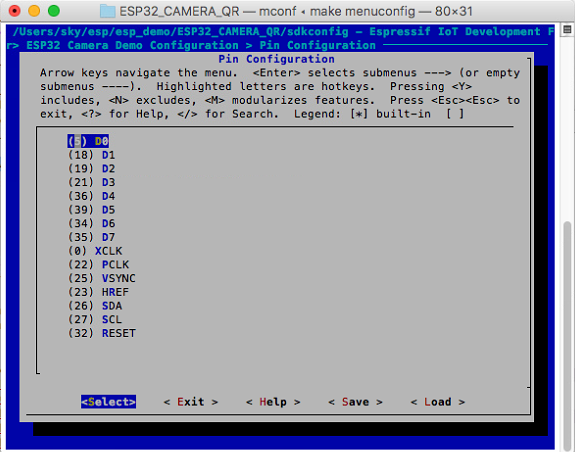 ESP32_CAMERA_QR — mconf ◂ make menuconfig — 80×31
/Users/sky/esp/esp_demo/ESP32_CAMERA_QR/sdkconfig - Espressif IoT Development F
r> ESP32 Camera Demo Configuration > Pin Configuration
Pin Configuration
Arrow keys navigate the menu.  <Enter> selects submenus ---> (or empty
submenus ----).  Highlighted letters are hotkeys.  Pressing <Y>
includes, <N> excludes, <M> modularizes features.  Press <Esc><Esc> to
exit, <?> for Help, </> for Search.  Legend: [*] built-in  [ ]
(5) D0
(18) D1
(19) D2
(21) D3
(36) D4
(39) D5
(34) D6
(35) D7
(0) XCLK
(22) PCLK
(25) VSYNC
(23) HREF
(26) SDA
(27) SCL
(32) RESET
<Select>    < Exit >    < Help >    < Save >    < Load >